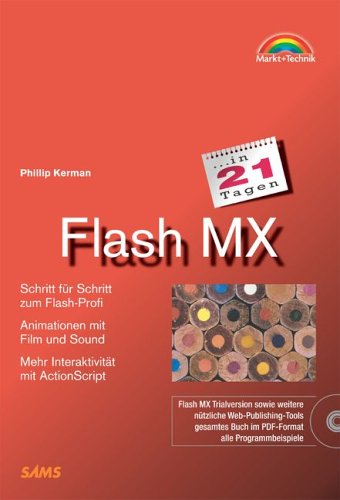 Markt+Technik
Phillip Kerman
...in
21
Tagen
Flash MX
Schritt für Schritt
zum Flash-Profi
Animationen mit
Film und Sound
Mehr Interaktivität
mit ActionScript
Flash MX Trialversion sowie weitere
nützliche Web-Publishing-Tools
gesamtes Buch im PDF-Format
alle Programmbeispiele
SAMS